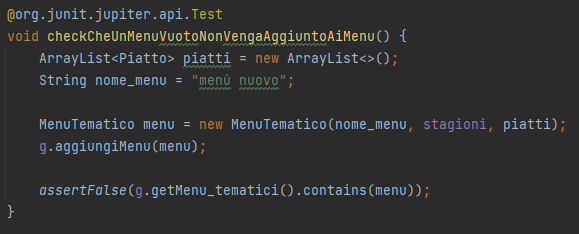 @org.junit.jupiter.api.Test
void checkCheUnMenuVuotoNonVengaAggiuntoAiMenu() {
    ArrayList<Piatto> piatti = new ArrayList<>();
    String nome_menu = "menù nuovo";

    MenuTematico menu = new MenuTematico(nome_menu, stagioni, piatti);
    g.aggiungiMenu(menu);

    assertFalse(g.getMenu_tematici().contains(menu));
}